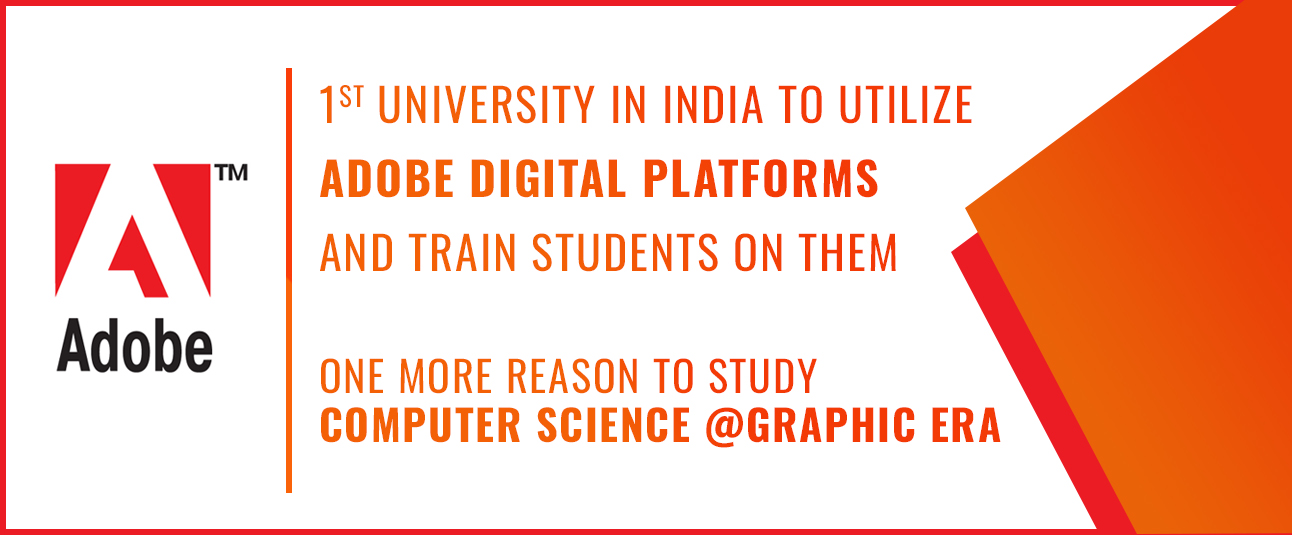 Adobe
TM
1ST UNIVERSITY IN INDIA TO UTILIZE
ADOBE DIGITAL PLATFORMS
AND TRAIN STUDENTS ON THEM
ONE MORE REASON TO STUDY
COMPUTER SCIENCE @GRAPHIC ERA